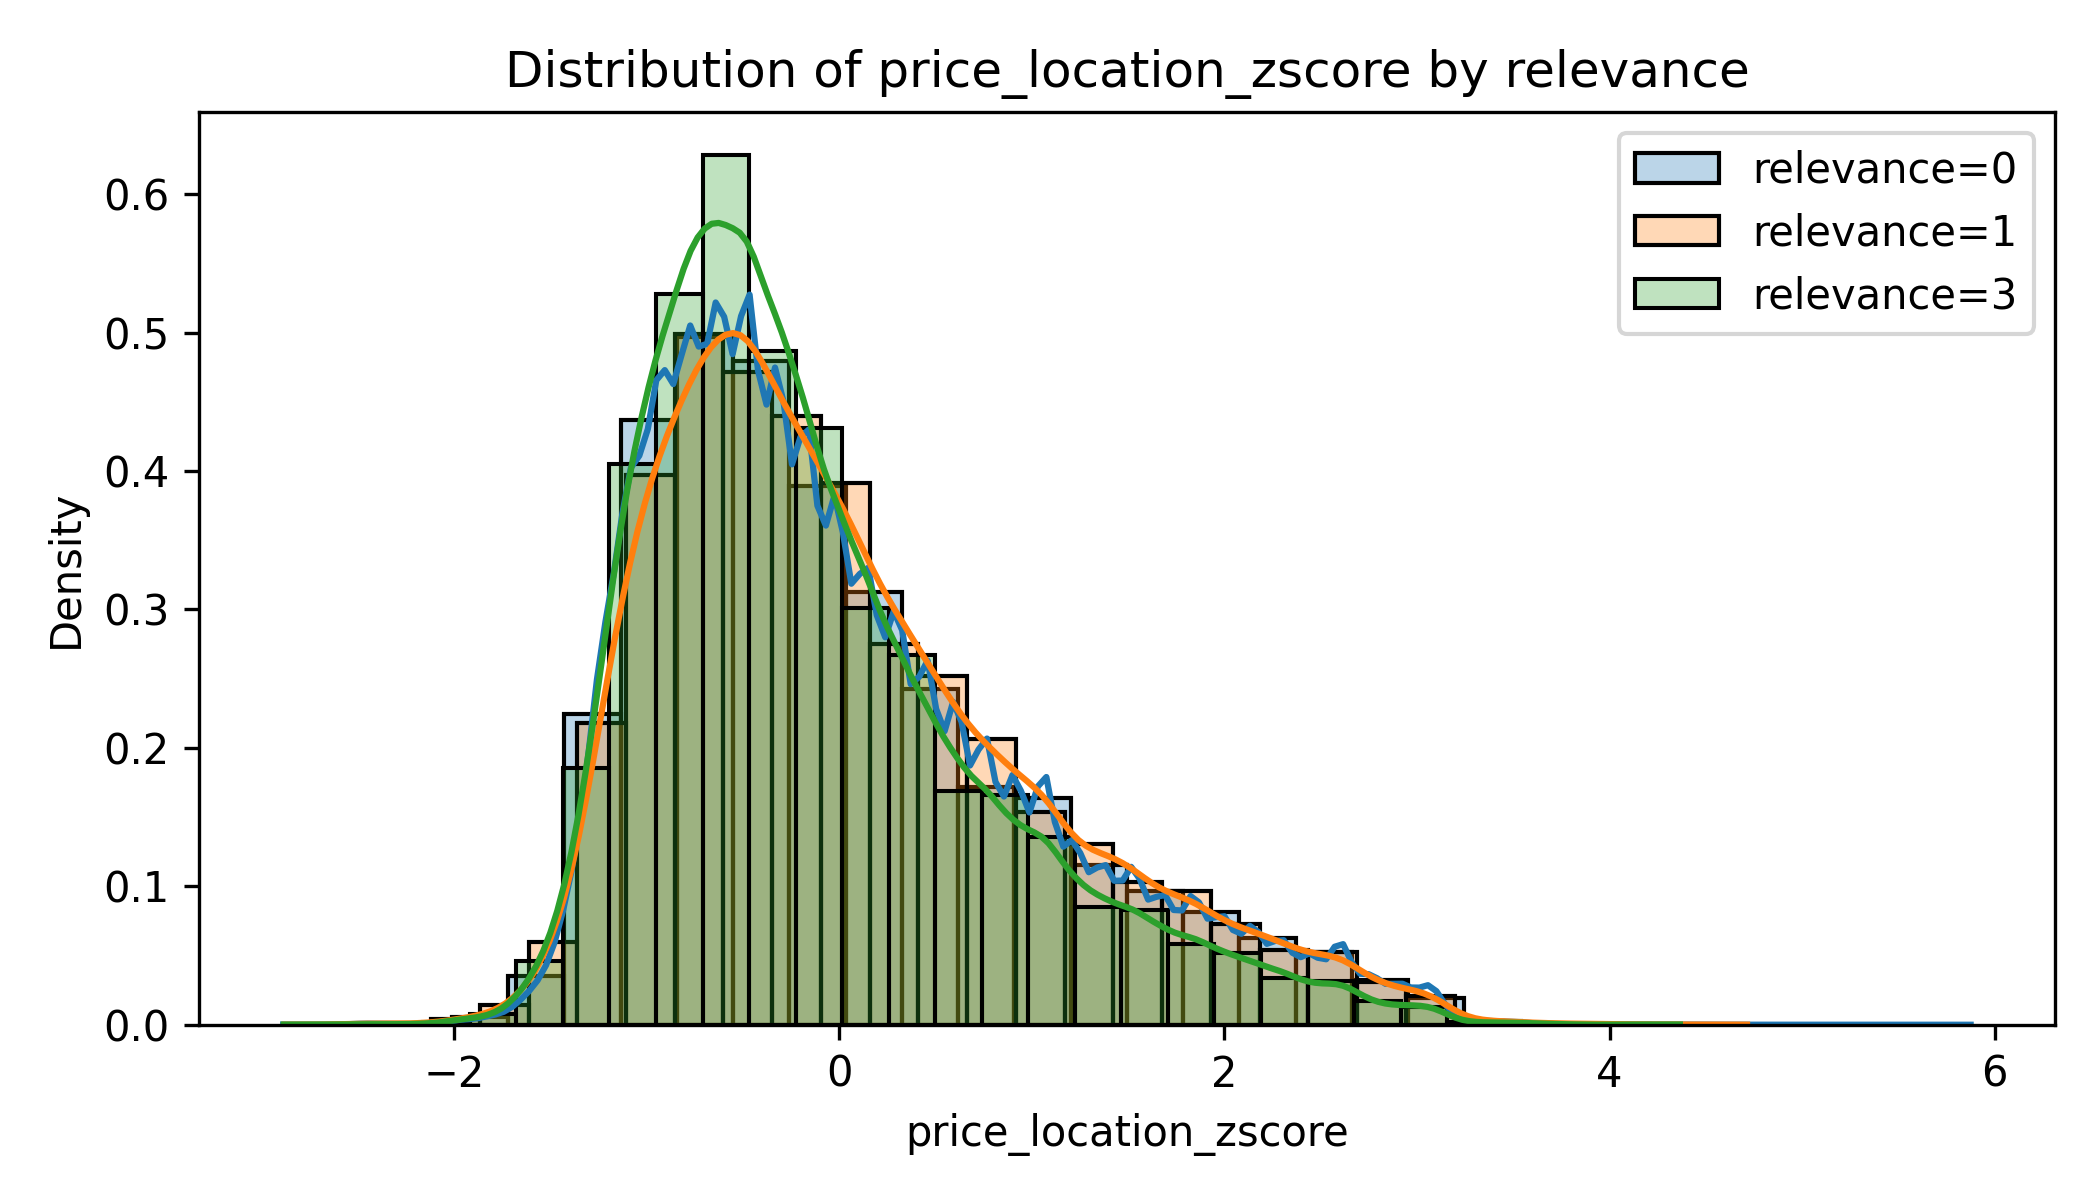 Distribution of price_location_zscore by relevance
relevance=0
relevance=1
relevance=3
Density
0.6
0.5
0.4
0.3
0.2
0.1
0.0
−2 0 2 4 6
price_location_zscore